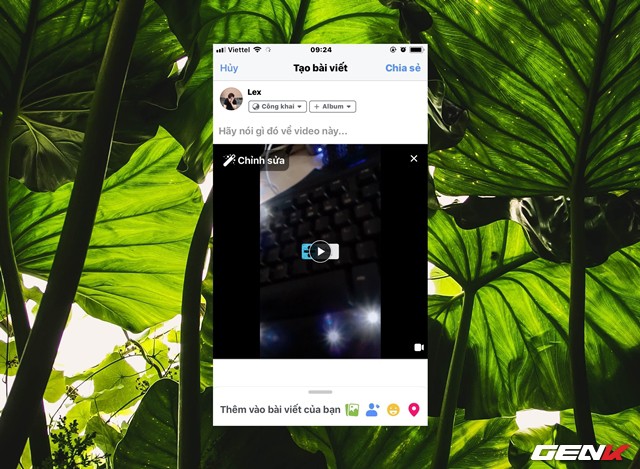 Viettel 09:24
Hủy Tạo bài viết Chia sẻ
Lex
Công khai + Album
Hãy nói gì đó về video này...
Chỉnh sửa
Thêm vào bài viết của bạn
GENK